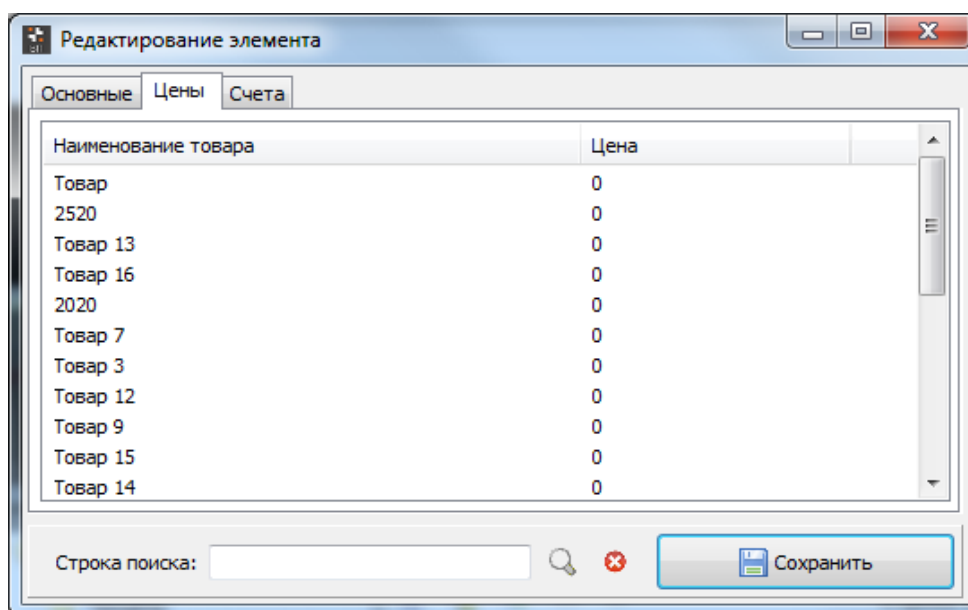 Редактирование элемента
Основные Цены Счета
Наименование товара Цена
Товар 0
2520 0
Товар 13 0
Товар 16 0
2020 0
Товар 7 0
Товар 3 0
Товар 12 0
Товар 9 0
Товар 15 0
Товар 14 0
Строка поиска: Сохранить